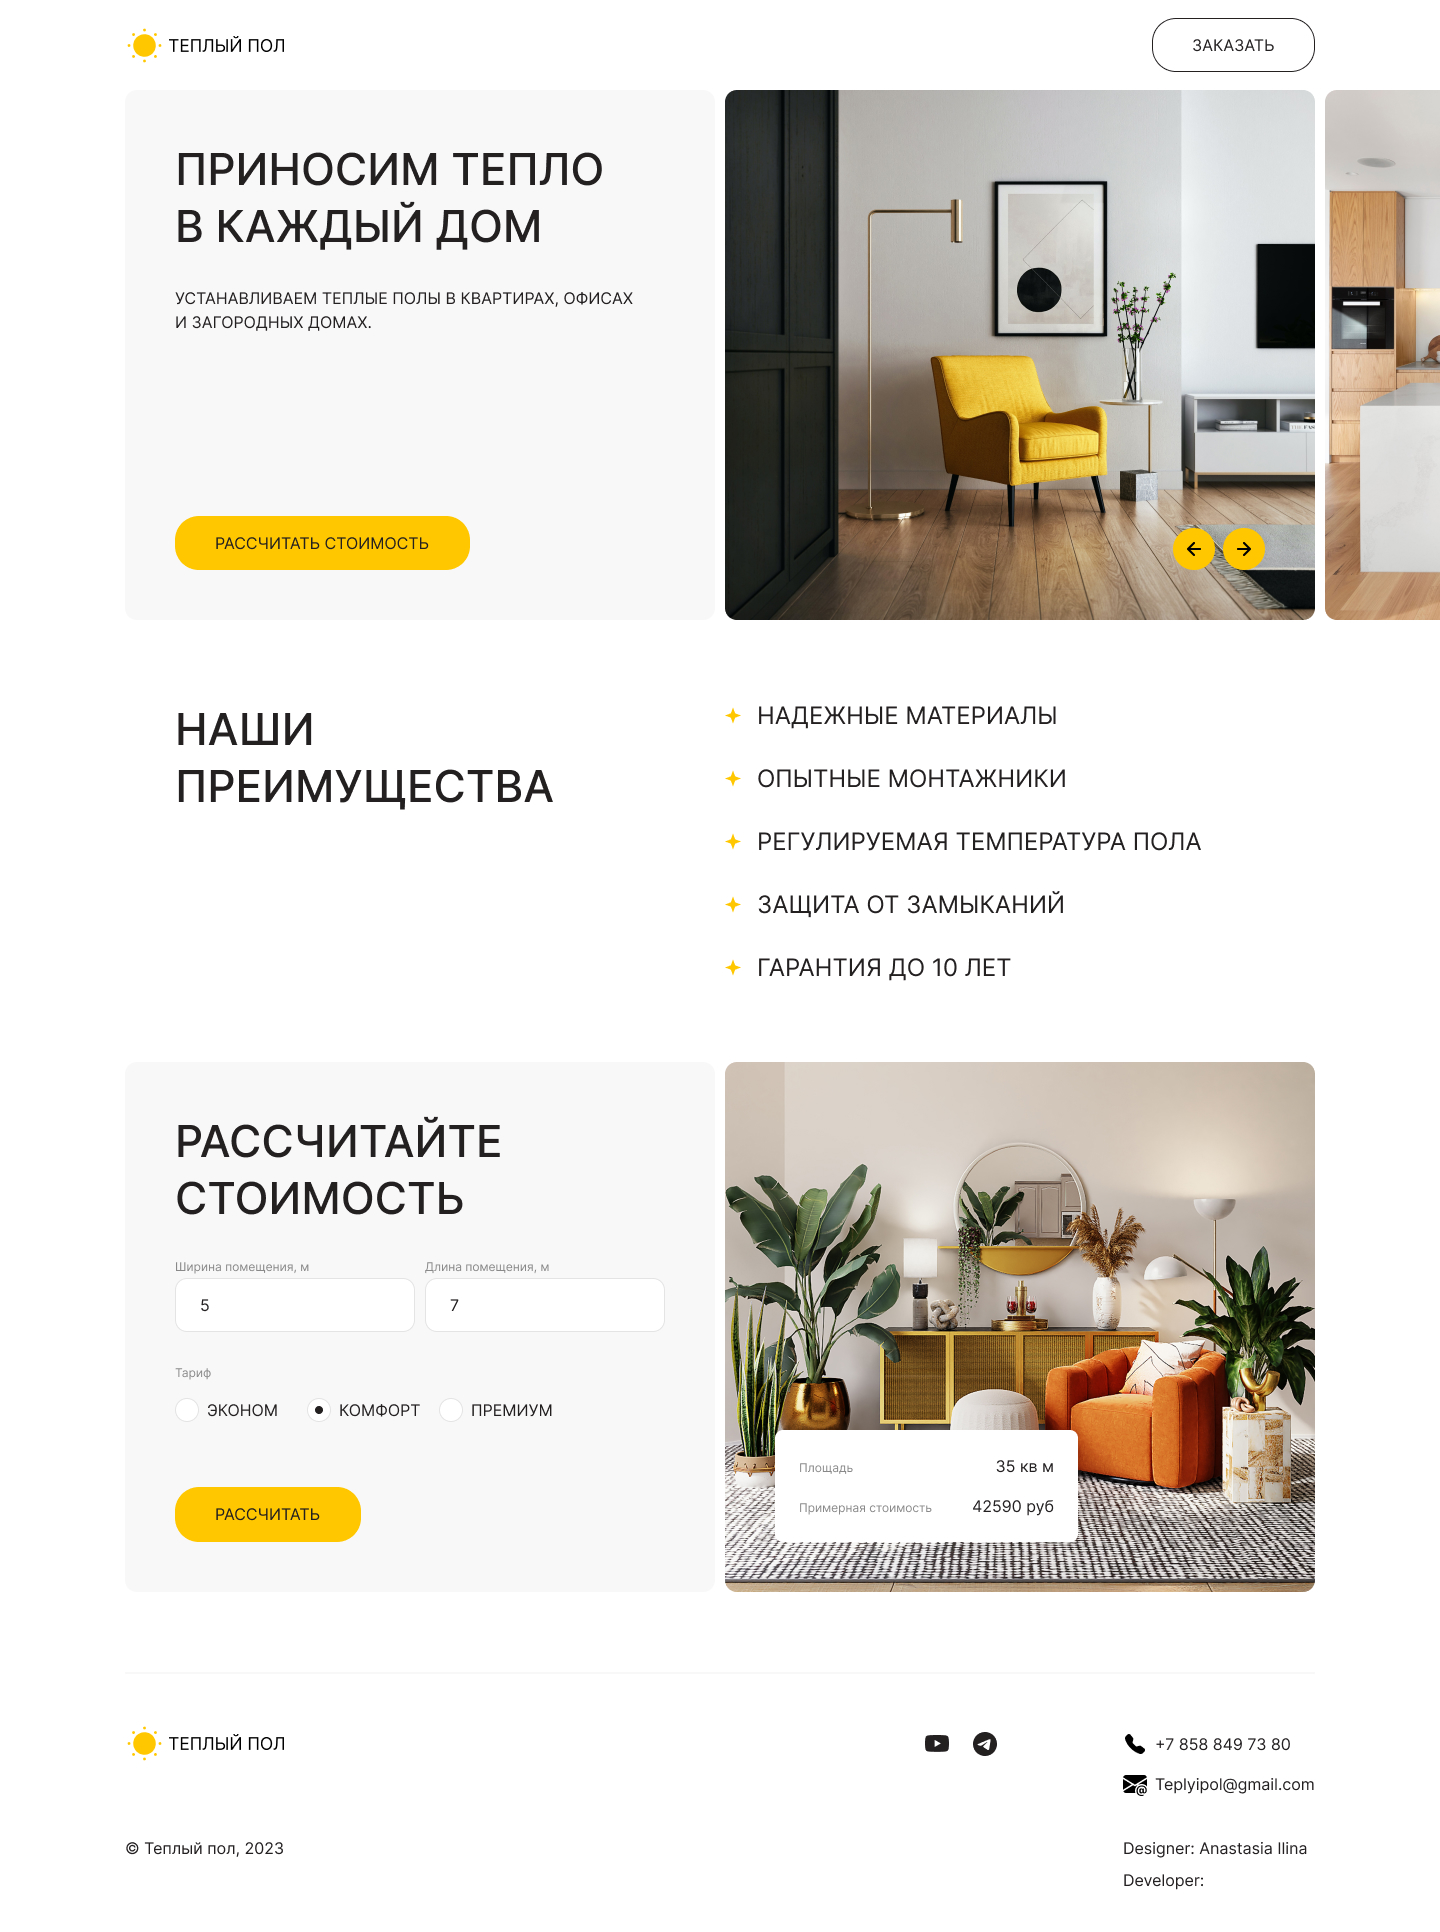 ТЕПЛЫЙ ПОЛ
ЗАКАЗАТЬ
ПРИНОСИМ ТЕПЛО
В КАЖДЫЙ ДОМ
УСТАНАВЛИВАЕМ ТЕПЛЫЕ ПОЛЫ В КВАРТИРАХ, ОФИСАХ
И ЗАГОРОДНЫХ ДОМАХ.
РАССЧИТАТЬ СТОИМОСТЬ
НАШИ
ПРЕИМУЩЕСТВА
НАДЕЖНЫЕ МАТЕРИАЛЫ
ОПЫТНЫЕ МОНТАЖНИКИ
РЕГУЛИРУЕМАЯ ТЕМПЕРАТУРА ПОЛА
ЗАЩИТА ОТ ЗАМЫКАНИЙ
ГАРАНТИЯ ДО 10 ЛЕТ
РАССЧИТАЙТЕ
СТОИМОСТЬ
Ширина помещения, м
Длина помещения, м
5
7
Тариф
ЭКОНОМ
КОМФОРТ
ПРЕМИУМ
РАССЧИТАТЬ
Площадь
35 кв м
Примерная стоимость
42590 руб
ТЕПЛЫЙ ПОЛ
+7 858 849 73 80
Teplyipol@gmail.com
© Теплый пол, 2023
Designer: Anastasia Ilina
Developer: